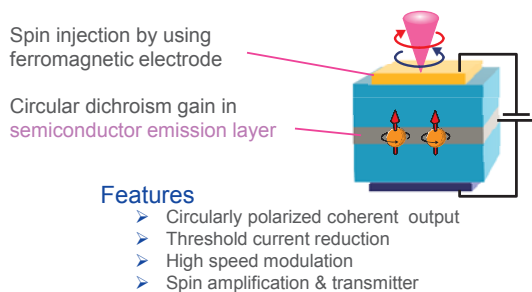 Spin injection by using
ferromagnetic electrode
Circular dichroism gain in
semiconductor emission layer
Features
➢ Circularly polarized coherent output
➢ Threshold current reduction
➢ High speed modulation
➢ Spin amplification & transmitter